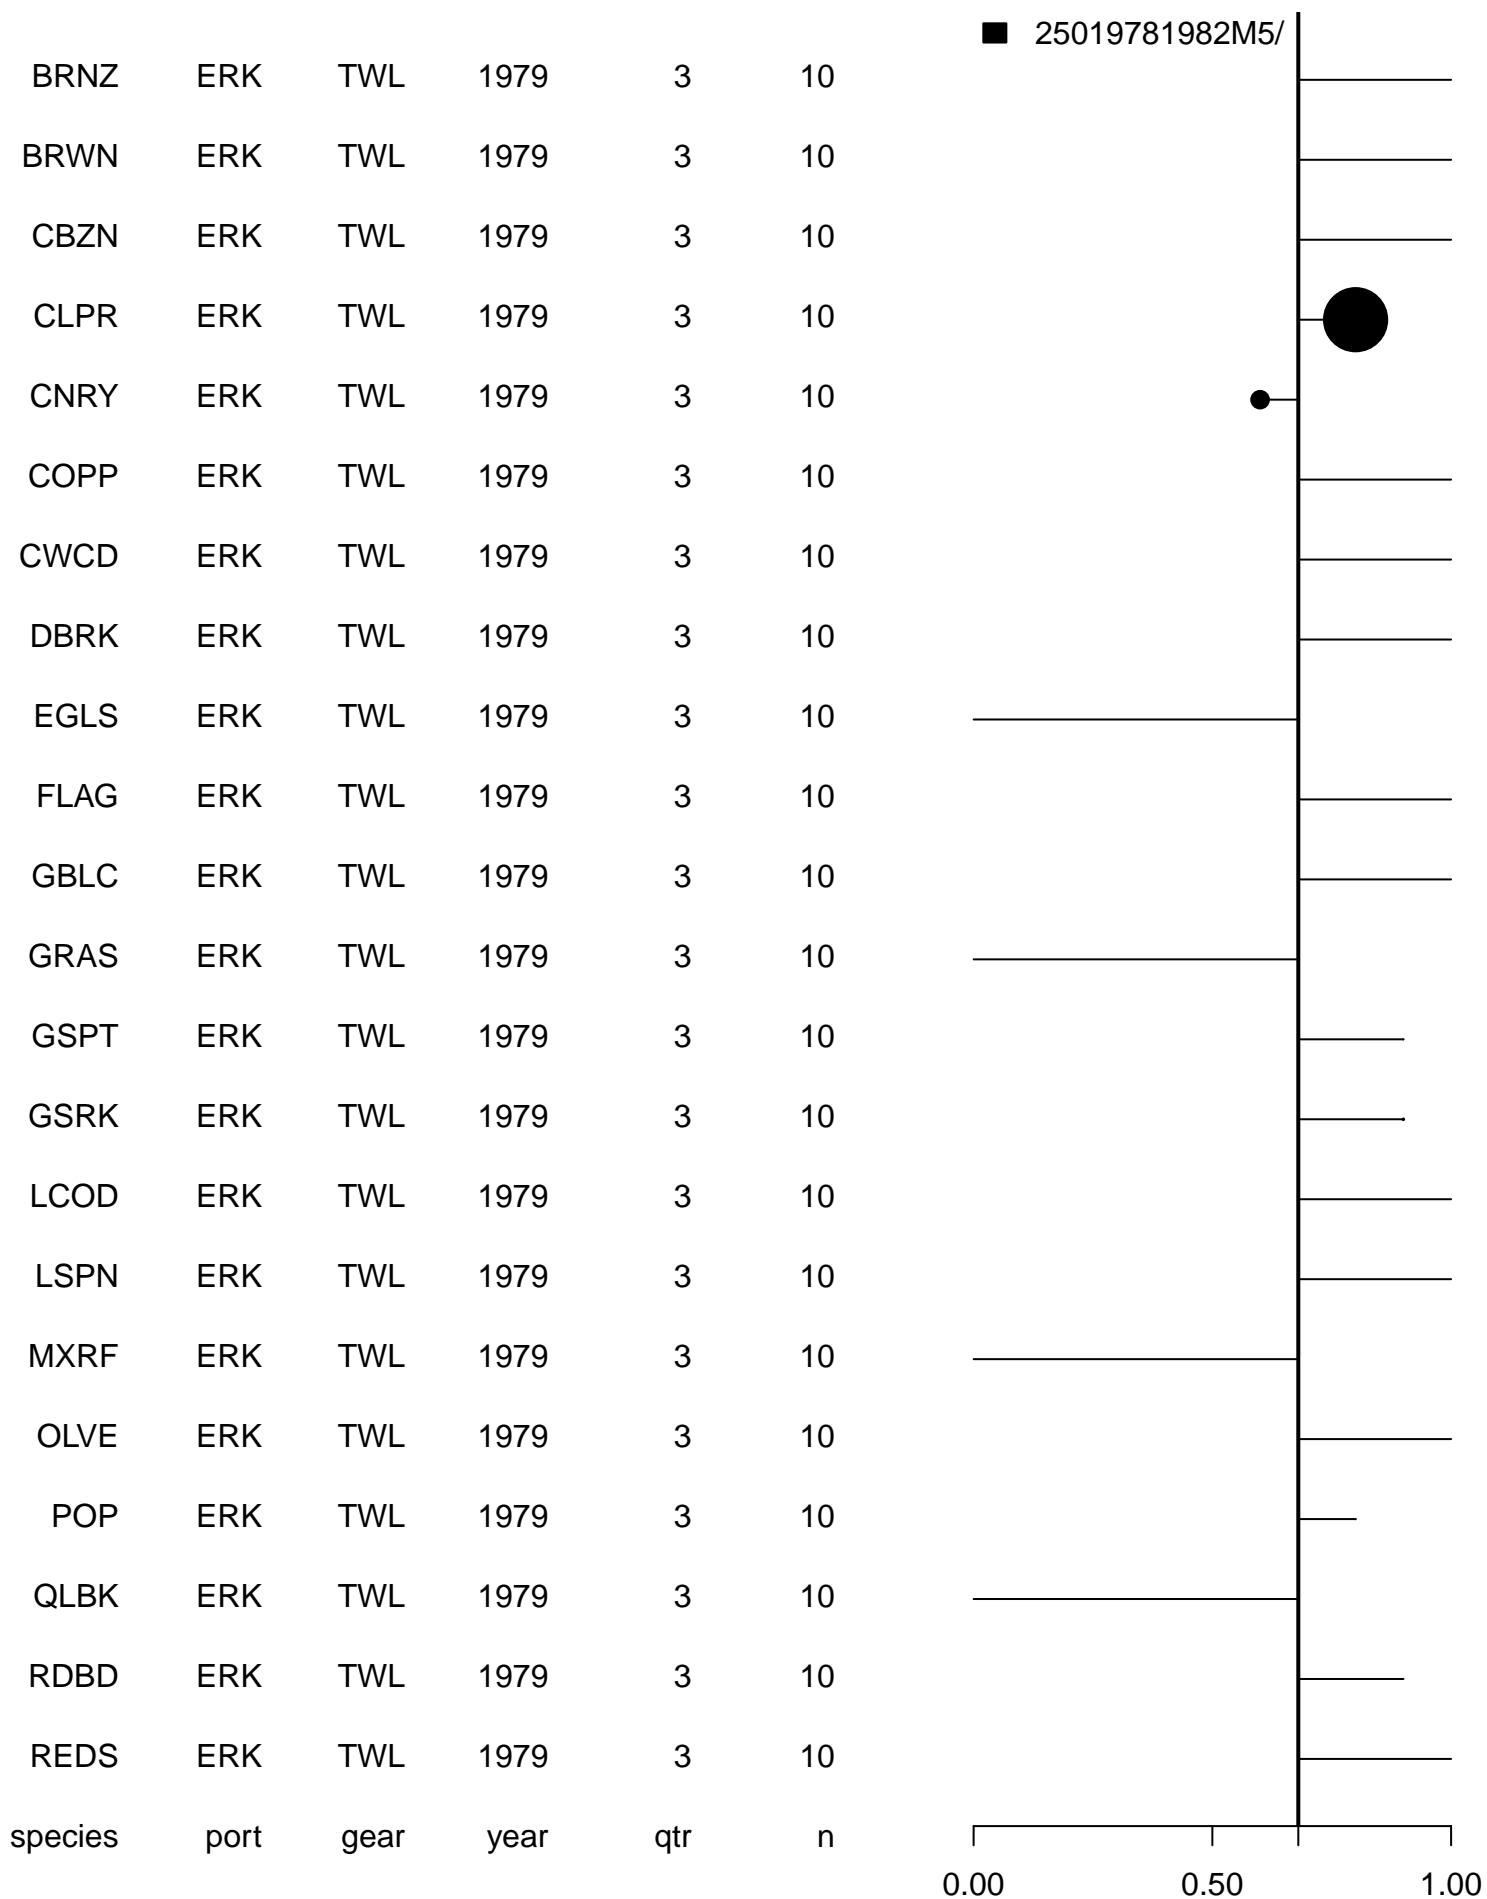 25019781982M5/
BRNZ ERK TWL 1979 3 10
BRWN ERK TWL 1979 3 10
CBZN ERK TWL 1979 3 10
CLPR ERK TWL 1979 3 10
CNRY ERK TWL 1979 3 10
COPP ERK TWL 1979 3 10
CWCD ERK TWL 1979 3 10
DBRK ERK TWL 1979 3 10
EGLS ERK TWL 1979 3 10
FLAG ERK TWL 1979 3 10
GBLC ERK TWL 1979 3 10
GRAS ERK TWL 1979 3 10
GSPT ERK TWL 1979 3 10
GSRK ERK TWL 1979 3 10
LCOD ERK TWL 1979 3 10
LSPN ERK TWL 1979 3 10
MXRF ERK TWL 1979 3 10
OLVE ERK TWL 1979 3 10
POP ERK TWL 1979 3 10
QLBK ERK TWL 1979 3 10
RDBD ERK TWL 1979 3 10
REDS ERK TWL 1979 3 10
species port gear year qtr n
0.00 0.50 1.00